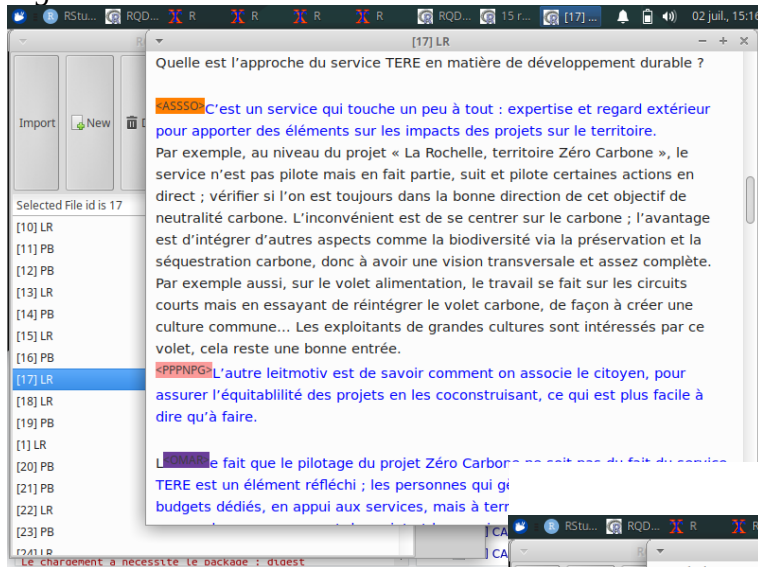 RStu... RQD... R R R R RQD... 15 r... [17] ... 02 juil., 15:16
[17] LR
Import New
Selected File id is 17
[10] LR
[11] PB
[12] PB
[13] LR
[14] PB
[15] LR
[16] PB
[17] LR
[18] LR
[19] PB
[1] LR
[20] PB
[21] PB
[22] LR
[23] PB
[24] LR
Le chargement a nécessité le package : digest
Quelle est l’approche du service TERE en matière de développement durable ?
<ASSSO>C’est un service qui touche un peu à tout : expertise et regard extérieur
pour apporter des éléments sur les impacts des projets sur le territoire.
Par exemple, au niveau du projet « La Rochelle, territoire Zéro Carbone », le
service n’est pas pilote mais en fait partie, suit et pilote certaines actions en
direct ; vérifier si l’on est toujours dans la bonne direction de cet objectif de
neutralité carbone. L’inconvénient est de se centrer sur le carbone ; l’avantage
est d’intégrer d’autres aspects comme la biodiversité via la préservation et la
séquestration carbone, donc à avoir une vision transversale et assez complète.
Par exemple aussi, sur le volet alimentation, le travail se fait sur les circuits
courts mais en essayant de réintégrer le volet carbone, de façon à créer une
culture commune... Les exploitants de grandes cultures sont intéressés par ce
volet, cela reste une bonne entrée.
<PPPNPG>L’autre leitmotiv est de savoir comment on associe le citoyen, pour
assurer l’équitablilité des projets en les coconstruisant, ce qui est plus facile à
dire qu’à faire.
L<OMAR>e fait que le pilotage du projet Zéro Carbone ne soit pas du fait du service
TERE est un élément réfléchi ; les personnes qui
budgets dédiés, en appui aux services, mais à
] CA
] CA
RStu... RQD... R